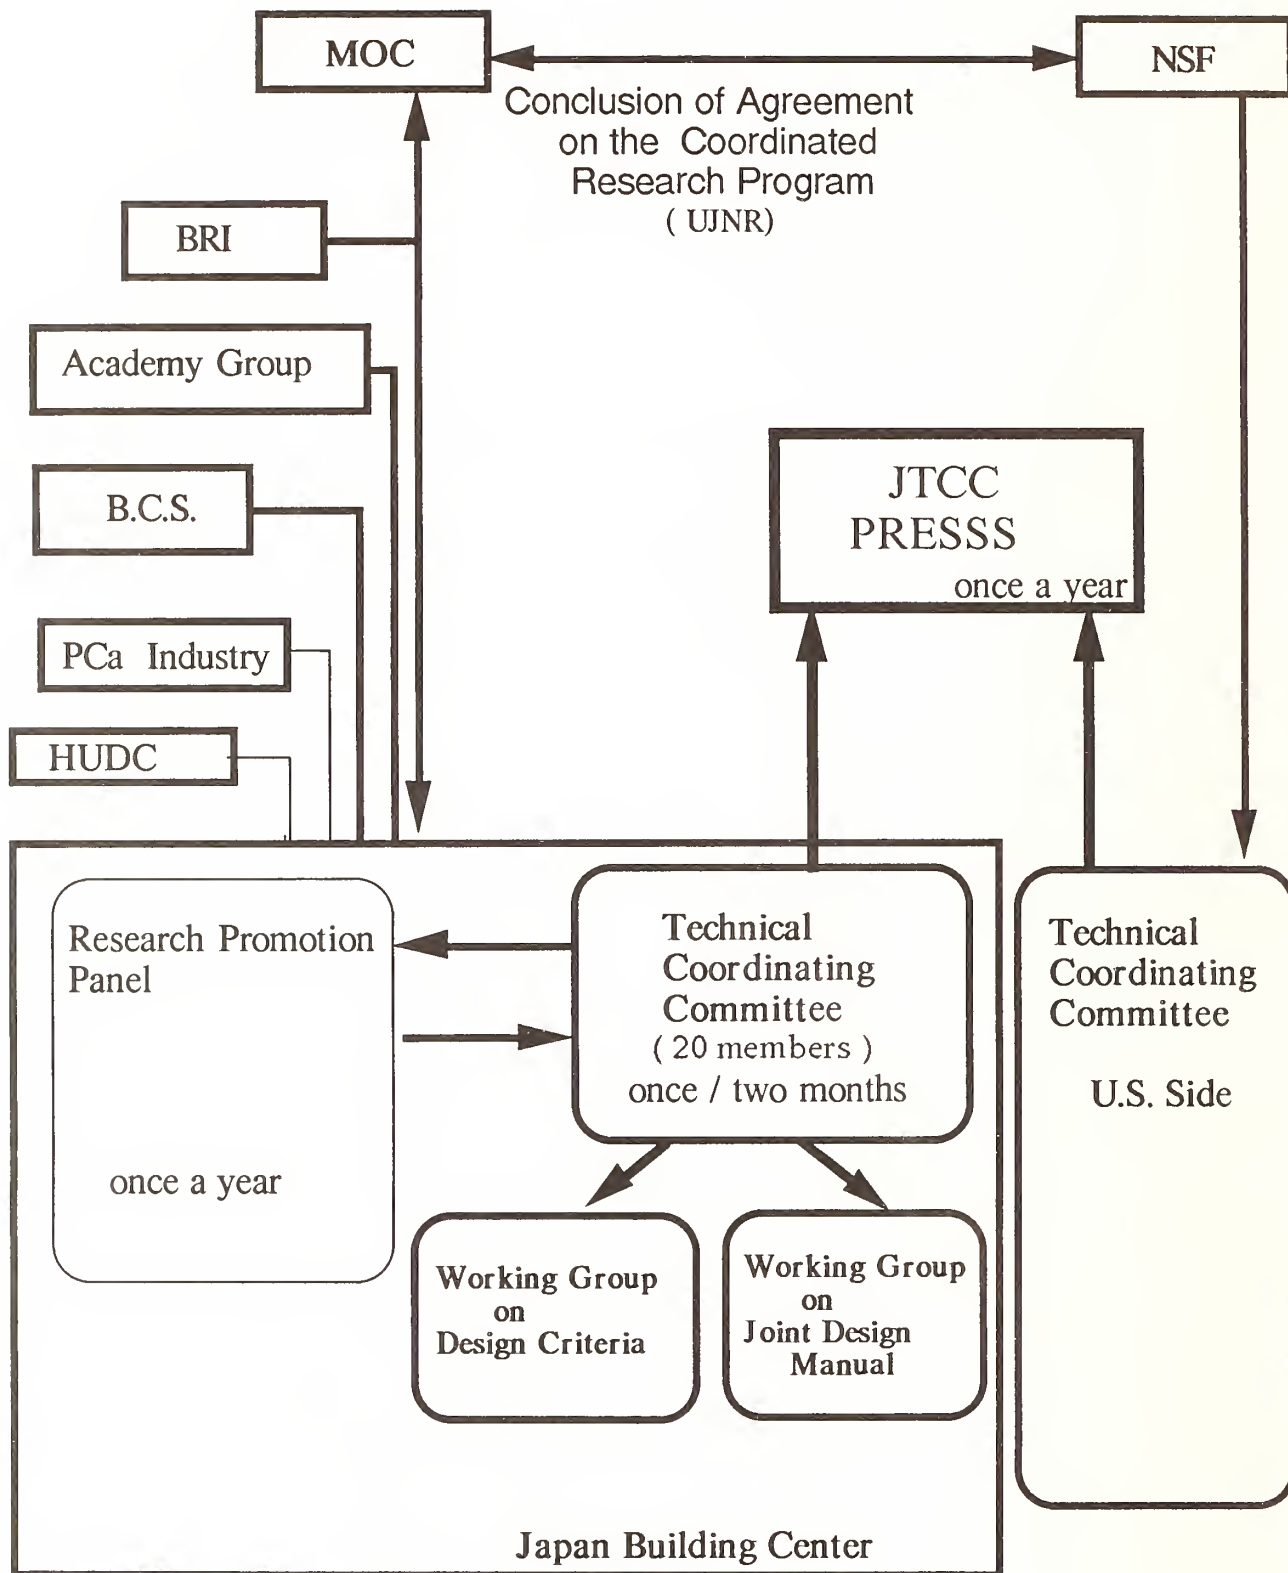 MOC
NSF
Conclusion of Agreement
on the Coordinated
Research Program
( UJNR)
BRI
Academy Group
B.C.S.
PCa Industry
HUDC
JTCC
PRESSS
once a year
Research Promotion
Panel
once a year
Technical
Coordinating
Committee
( 20 members )
once / two months
Technical
Coordinating
Committee
U.S. Side
Working Group
on
Design Criteria
Working Group
on
Joint Design
Manual
Japan Building Center